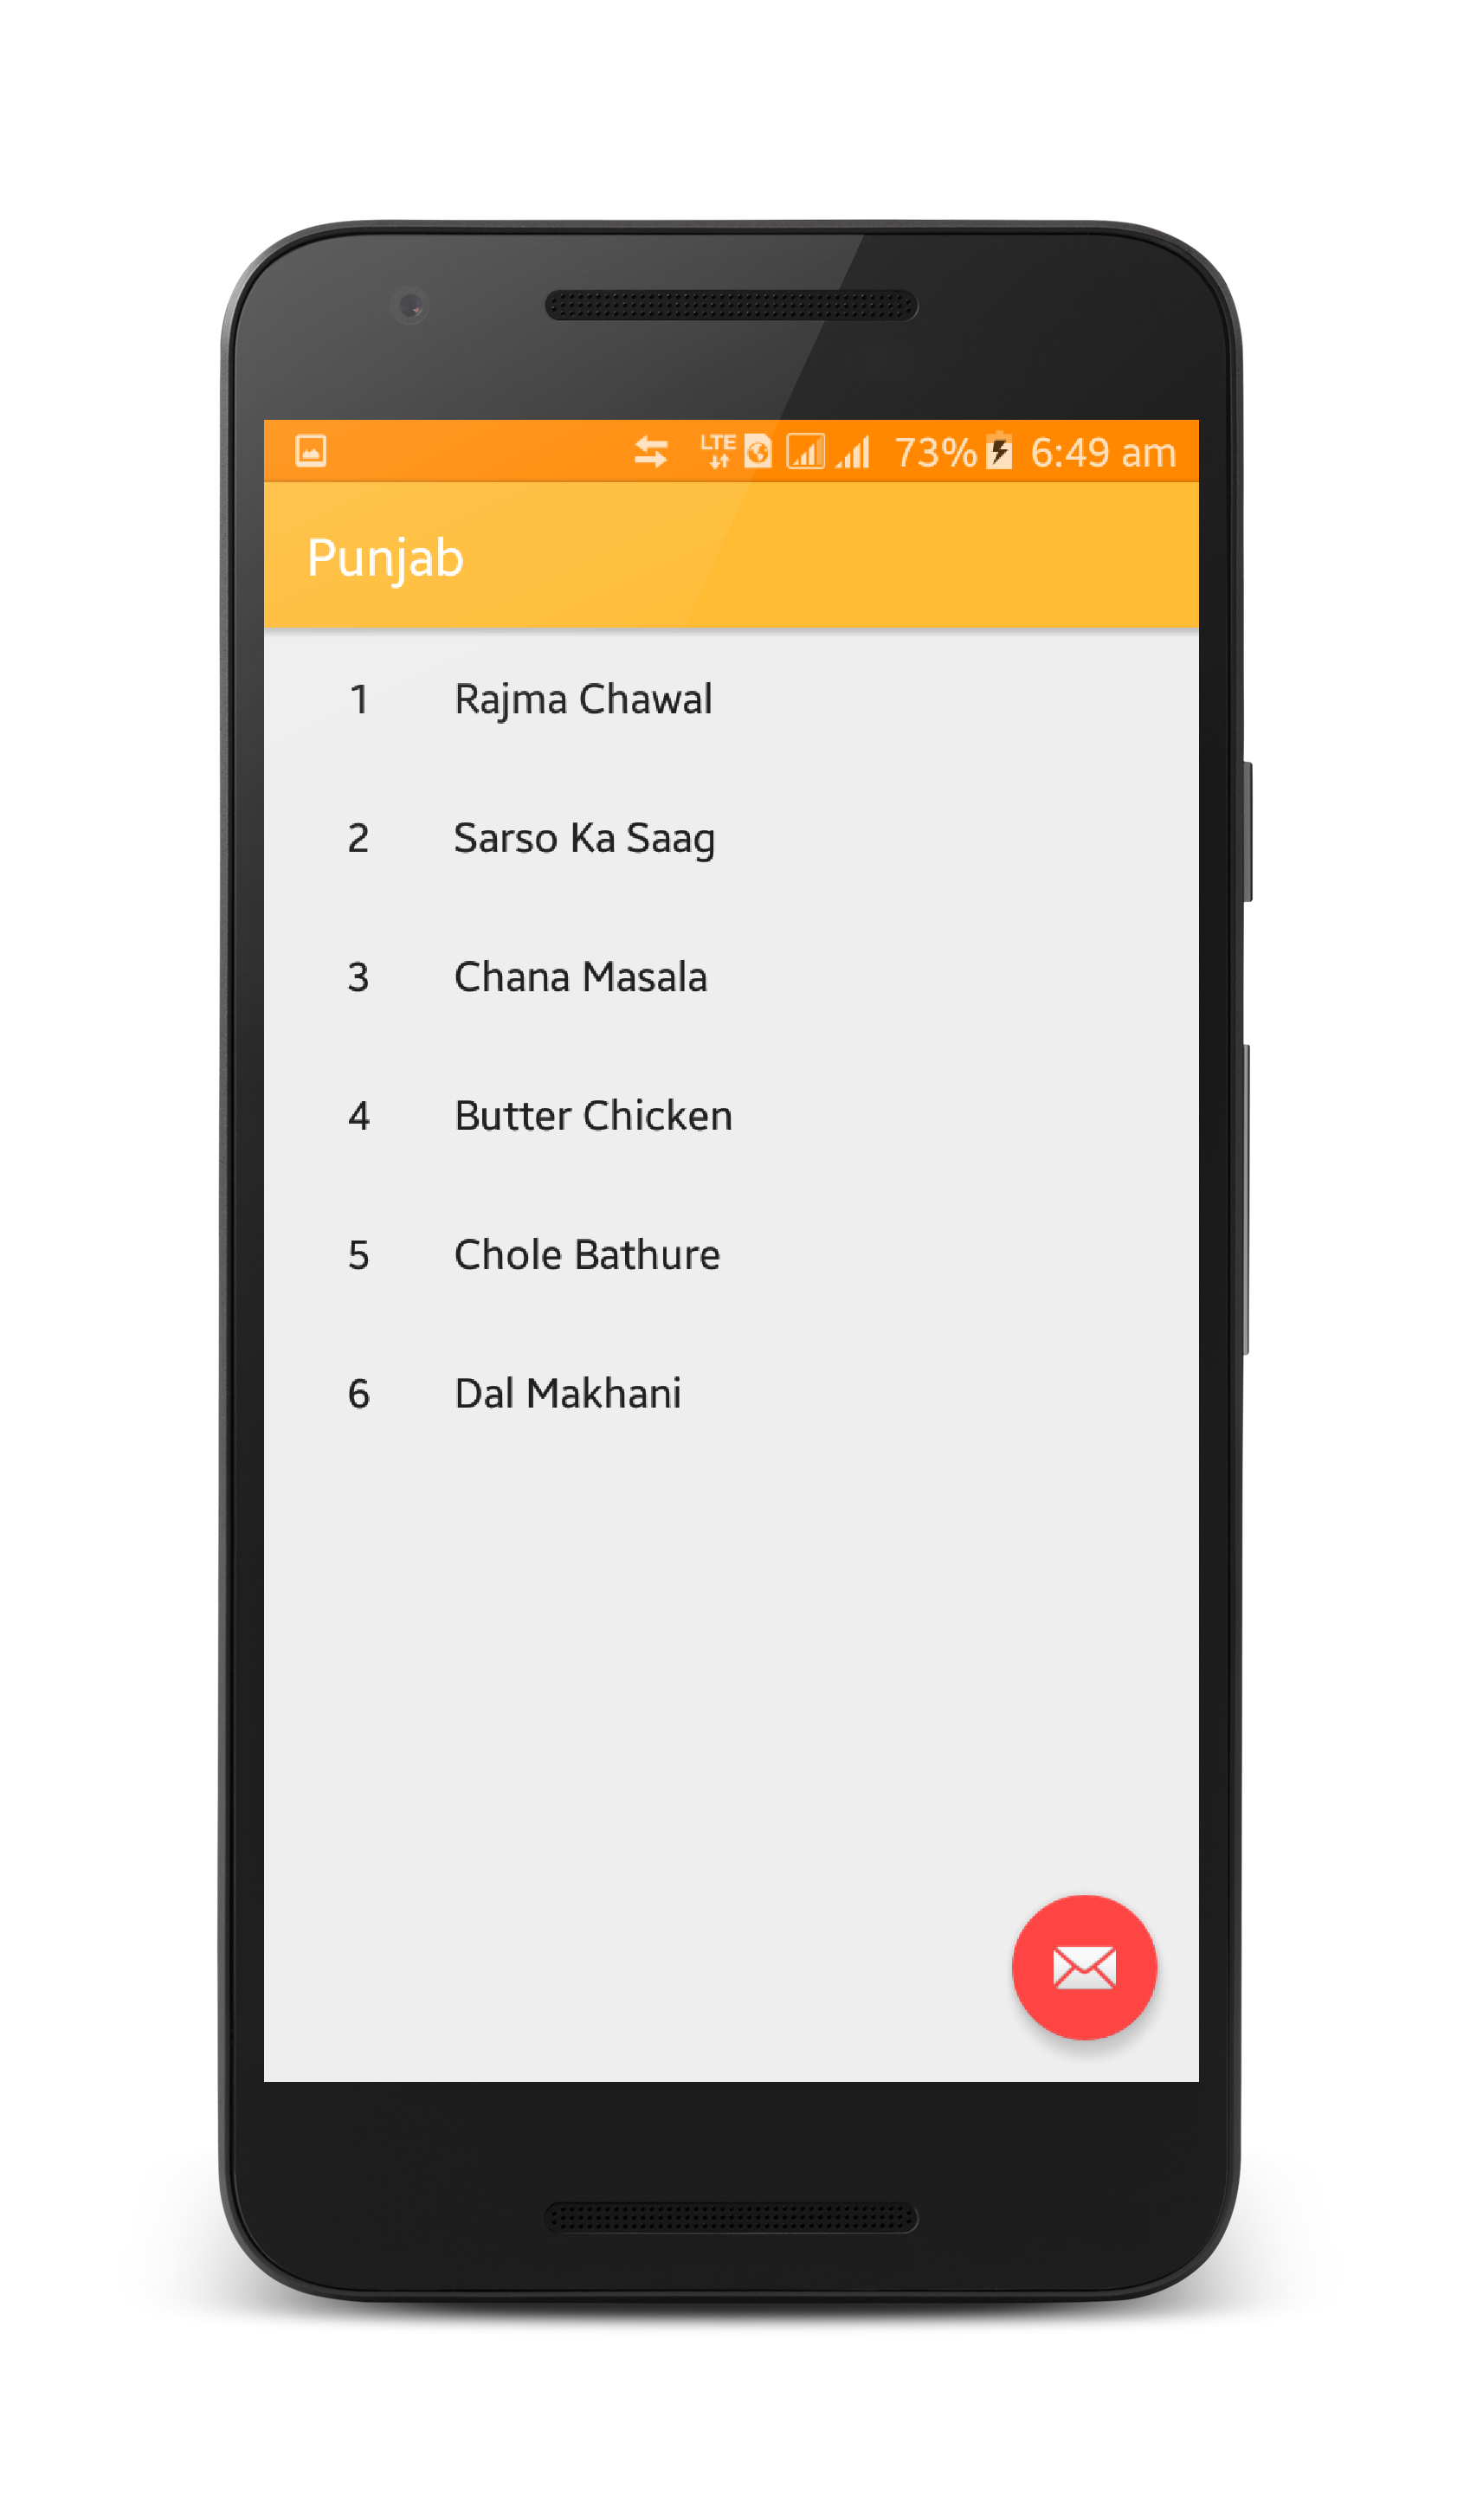 LTE 73% 6:49 am
Punjab
1 Rajma Chawal
2 Sarso Ka Saag
3 Chana Masala
4 Butter Chicken
5 Chole Bathure
6 Dal Makhani